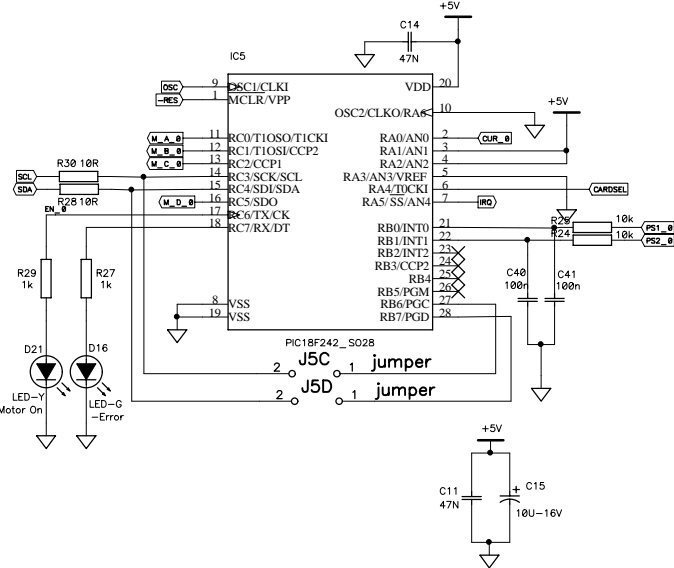 +5V
C14
47N
IC5
OSC 9 OSC1/CLKI VDD 20
-RES 1 MCLR/VPP
OSC2/CLKO/RA6 10
+5V
M_A_0 11 RC0/T1OSO/T1CKI RA0/AN0 2 CUR_0
M_B_0 12 RC1/T1OSI/CCP2 RA1/AN1 3
M_C_0 13 RC2/CCP1 RA2/AN2 4
R30 10R
SCL 14 RC3/SCK/SCL RA3/AN3/VREF 5
SDA 15 RC4/SDI/SDA RA4/T0CKI 6 CARDSEL
R28 10R
M_D_0 16 RC5/SDO RA5/SS/AN4 7 IRQ
EN_0
17 RC6/TX/CK
18 RC7/RX/DT
RB0/INT0 21 R25 10k PS1_0
RB1/INT1 22 R24 10k PS2_0
RB2/INT2 23
RB3/CCP2 24
RB4 25
RB5/PGM 26
RB6/PGC 27
RB7/PGD 28
R29
1k
R27
1k
C40
100n
C41
100n
8 VSS
19 VSS
PIC18F242_SO28
D21
D16
J5C
2 1 jumper
J5D
2 1 jumper
LED-Y
Motor On
LED-G
-Error
+5V
C11
47N
+
C15
10U-16V